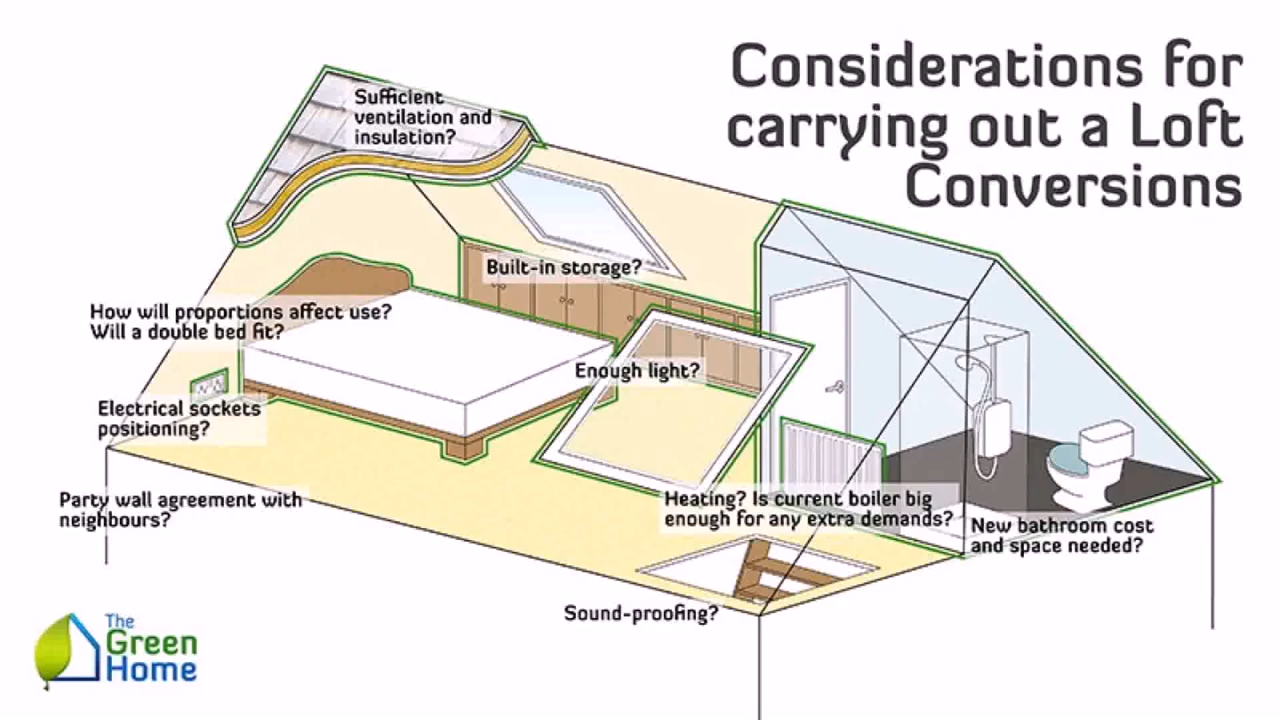 Considerations for
carrying out a Loft
Conversions
Sufficient
ventilation and
insulation?
Built-in storage?
How will proportions affect use?
Will a double bed fit?
Enough light?
Electrical sockets
positioning?
Party wall agreement with
neighbours?
Heating? Is current boiler big
enough for any extra demands?
New bathroom cost
and space needed?
Sound-proofing?
The
Green
Home